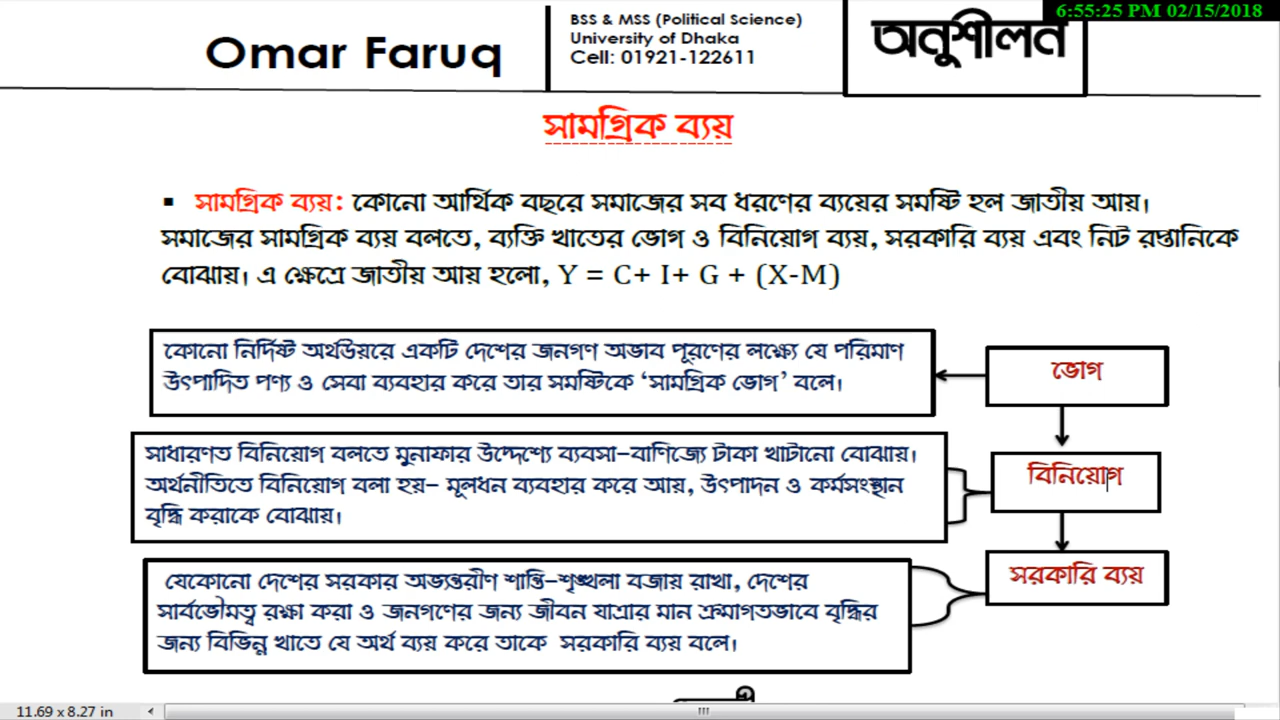 6:55:25 PM 02/15/2018
Omar Faruq
BSS & MSS (Political Science)
University of Dhaka
Cell: 01921-122611
অনুশীলন
সামগ্রিক ব্যয়
▪ সামগ্রিক ব্যয়: কোনো আর্থিক বছরে সমাজের সব ধরণের ব্যয়ের সমষ্টি হল জাতীয় আয়।
সমাজের সামগ্রিক ব্যয় বলতে, ব্যক্তি খাতের ভোগ ও বিনিয়োগ ব্যয়, সরকারি ব্যয় এবং নিট রপ্তানিকে
বোঝায়। এ ক্ষেত্রে জাতীয় আয় হলো, Y = C+ I+ G + (X-M)
কোনো নির্দিষ্ট অর্থউয়রে একটি দেশের জনগণ অভাব পূরণের লক্ষ্যে যে পরিমাণ
উৎপাদিত পণ্য ও সেবা ব্যবহার করে তার সমষ্টিকে ‘সামগ্রিক ভোগ’ বলে।
ভোগ
সাধারণত বিনিয়োগ বলতে মুনাফার উদ্দেশ্যে ব্যবসা-বাণিজ্যে টাকা খাটানো বোঝায়।
অর্থনীতিতে বিনিয়োগ বলা হয়- মূলধন ব্যবহার করে আয়, উৎপাদন ও কর্মসংস্থান
বৃদ্ধি করাকে বোঝায়।
বিনিয়োগ
যেকোনো দেশের সরকার অভ্যন্তরীণ শান্তি-শৃঙ্খলা বজায় রাখা, দেশের
সার্বভৌমত্ব রক্ষা করা ও জনগণের জন্য জীবন যাত্রার মান ক্রমাগতভাবে বৃদ্ধির
জন্য বিভিন্ন খাতে যে অর্থ ব্যয় করে তাকে সরকারি ব্যয় বলে।
সরকারি ব্যয়
11.69 x 8.27 in